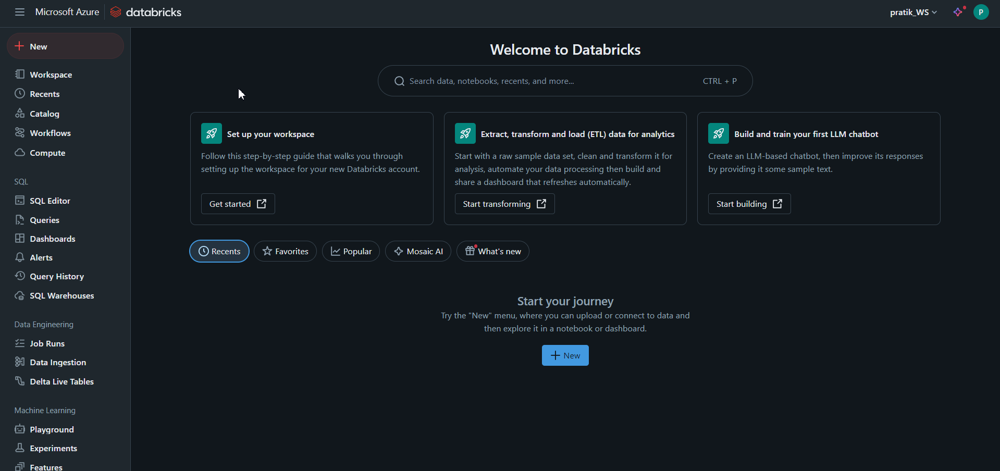 Microsoft Azure
databricks
pratik_WS
P
New
Workspace
Recents
Catalog
Workflows
Compute
SQL
SQL Editor
Queries
Dashboards
Alerts
Query History
SQL Warehouses
Data Engineering
Job Runs
Data Ingestion
Delta Live Tables
Machine Learning
Playground
Experiments
Features
Welcome to Databricks
Search data, notebooks, recents, and more... CTRL + P
Set up your workspace
Follow this step-by-step guide that walks you through
setting up the workspace for your new Databricks account.
Get started
Extract, transform and load (ETL) data for analytics
Start with a raw sample data set, clean and transform it for
analysis, automate your data processing then build and
share a dashboard that refreshes automatically.
Start transforming
Build and train your first LLM chatbot
Create an LLM-based chatbot, then improve its responses
by providing it some sample text.
Start building
Recents
Favorites
Popular
Mosaic AI
What's new
Start your journey
Try the "New" menu, where you can upload or connect to data and
then explore it in a notebook or dashboard.
New